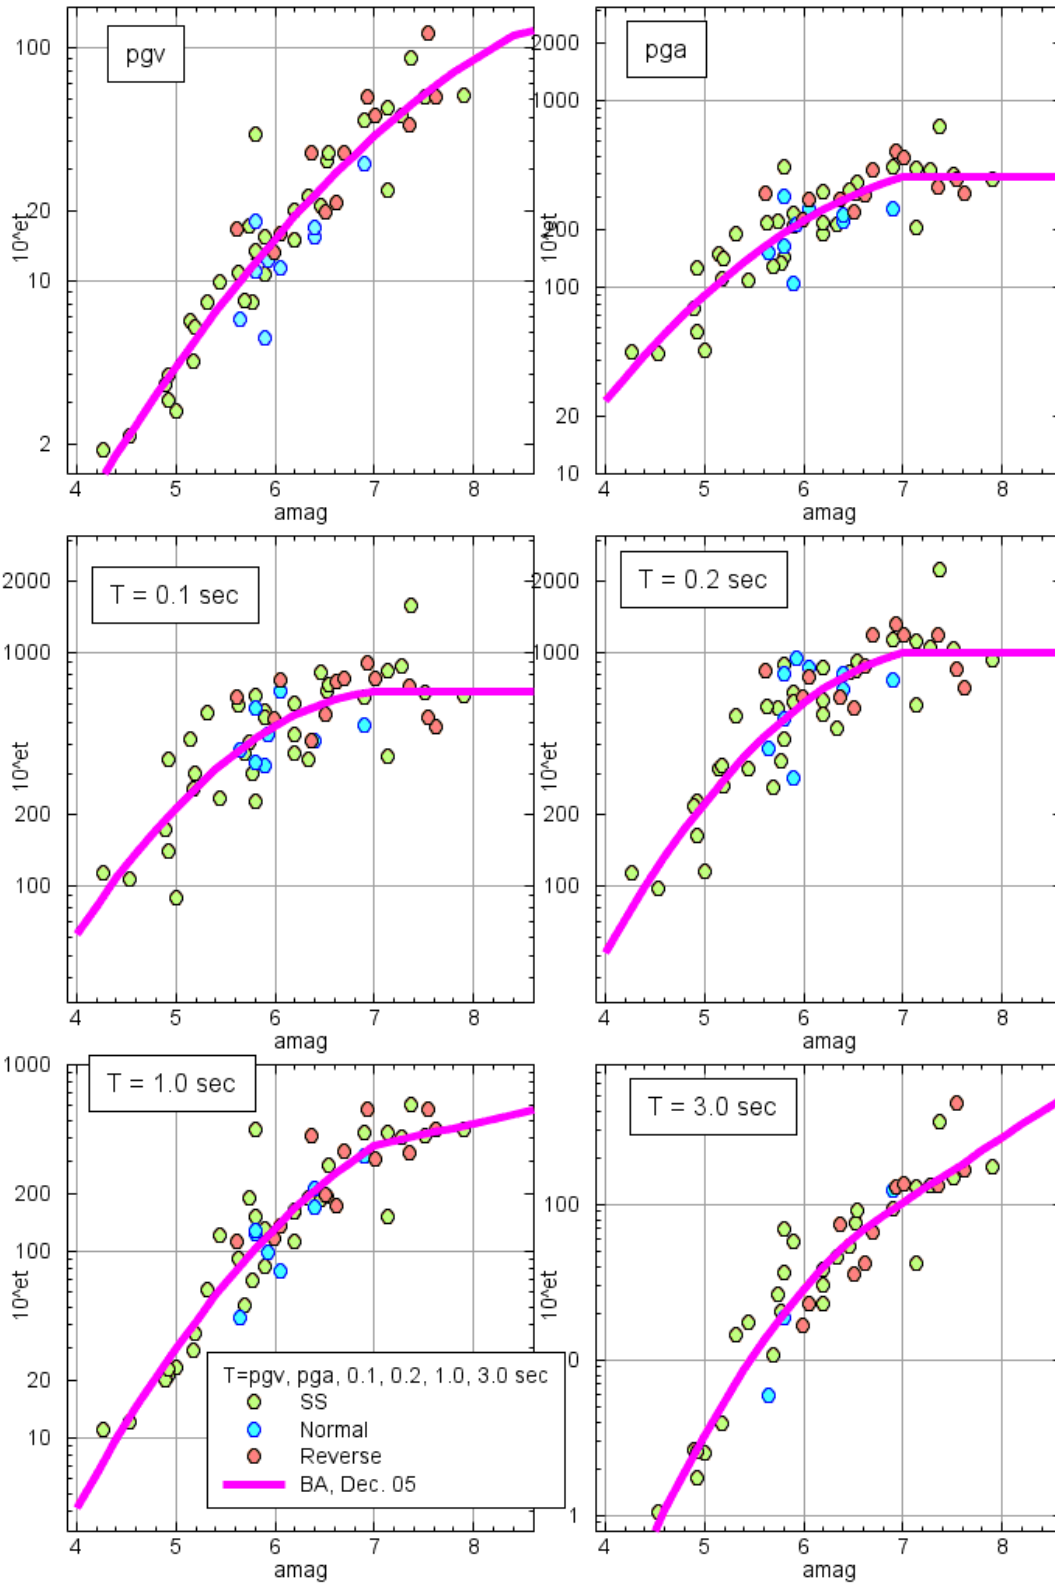 pgv
100
20
10
2
10^et
4 5 6 7 8
amag
pga
2000
1000
200
100
20
10
10^et
4 5 6 7 8
amag
T = 0.1 sec
2000
1000
200
100
10^et
4 5 6 7 8
amag
T = 0.2 sec
2000
1000
200
100
10^et
4 5 6 7 8
amag
T = 1.0 sec
1000
200
100
20
10
10^et
4 5 6 7 8
amag
T=pgv, pga, 0.1, 0.2, 1.0, 3.0 sec
SS
Normal
Reverse
BA, Dec. 05
T = 3.0 sec
100
10
1
10^et
4 5 6 7 8
amag